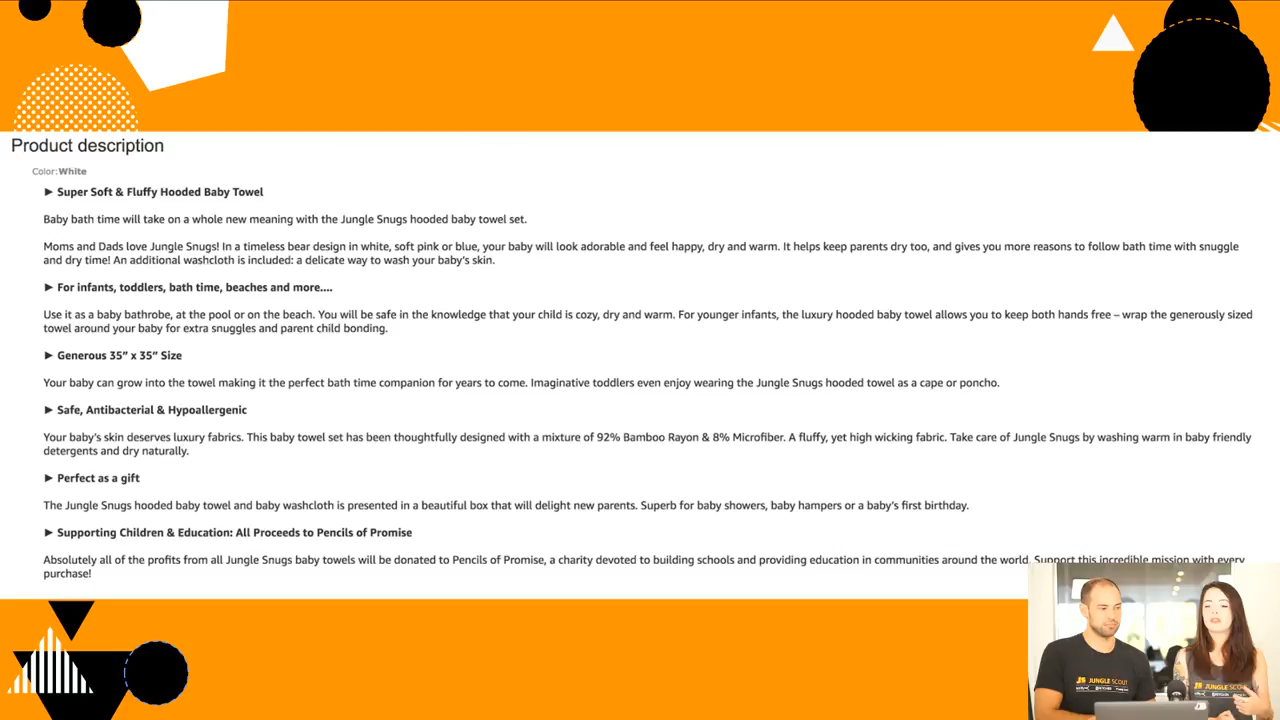 Product description
Color:White
► Super Soft & Fluffy Hooded Baby Towel
Baby bath time will take on a whole new meaning with the Jungle Snugs hooded baby towel set.
Moms and Dads love Jungle Snugs! In a timeless bear design in white, soft pink or blue, your baby will look adorable and feel happy, dry and warm. It helps keep parents dry too, and gives you more reasons to follow bath time with snuggle
and dry time! An additional washcloth is included: a delicate way to wash your baby's skin.
► For infants, toddlers, bath time, beaches and more....
Use it as a baby bathrobe, at the pool or on the beach. You will be safe in the knowledge that your child is cozy, dry and warm. For younger infants, the luxury hooded baby towel allows you to keep both hands free – wrap the generously sized
towel around your baby for extra snuggles and parent child bonding.
► Generous 35” x 35” Size
Your baby can grow into the towel making it the perfect bath time companion for years to come. Imaginative toddlers even enjoy wearing the Jungle Snugs hooded towel as a cape or poncho.
► Safe, Antibacterial & Hypoallergenic
Your baby’s skin deserves luxury fabrics. This baby towel set has been thoughtfully designed with a mixture of 92% Bamboo Rayon & 8% Microfiber. A fluffy, yet high wicking fabric. Take care of Jungle Snugs by washing warm in baby friendly
detergents and dry naturally.
► Perfect as a gift
The Jungle Snugs hooded baby towel and baby washcloth is presented in a beautiful box that will delight new parents. Superb for baby showers, baby hampers or a baby’s first birthday.
► Supporting Children & Education: All Proceeds to Pencils of Promise
Absolutely all of the profits from all Jungle Snugs baby towels will be donated to Pencils of Promise, a charity devoted to building schools and providing education in communities around the world. Support this incredible mission with every
purchase!
JS JUNGLE SCOUT
JS JUNGLE SCOUT